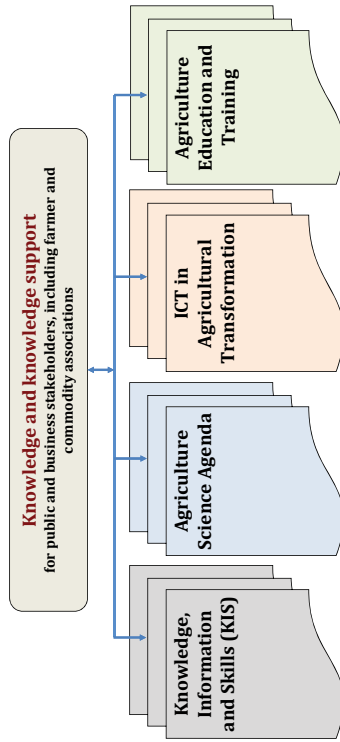 Knowledge and knowledge support
for public and business stakeholders, including farmer and
commodity associations
Knowledge,
Information
and Skills (KIS)
Agriculture
Science Agenda
ICT in
Agricultural
Transformation
Agriculture
Education and
Training